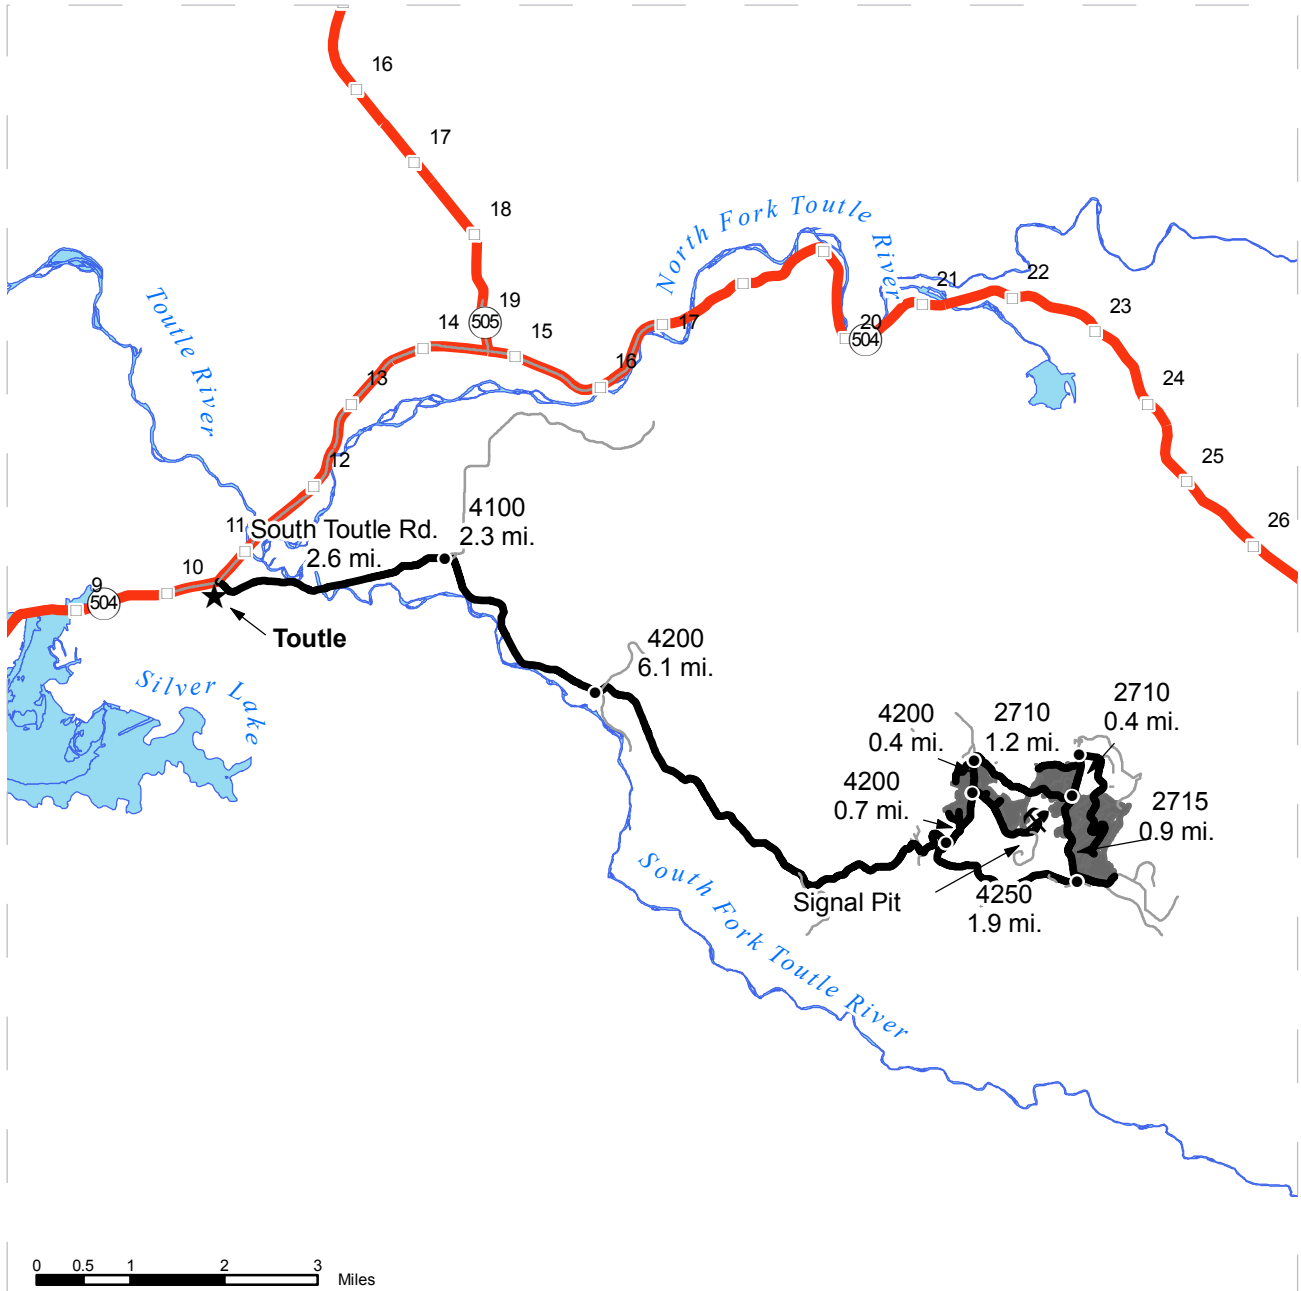 16
17
18
North Fork Toutle River
19
505
14
15
21
22
23
Toutle River
17
20
504
16
13
24
12
25
4100
2.3 mi.
11
South Toutle Rd.
2.6 mi.
26
10
9
504
Toutle
4200
6.1 mi.
Silver Lake
2710
0.4 mi.
4200
0.4 mi.
2710
1.2 mi.
4200
0.7 mi.
2715
0.9 mi.
Signal Pit
4250
1.9 mi.
South Fork Toutle River
0 0.5 1 2 3
Miles